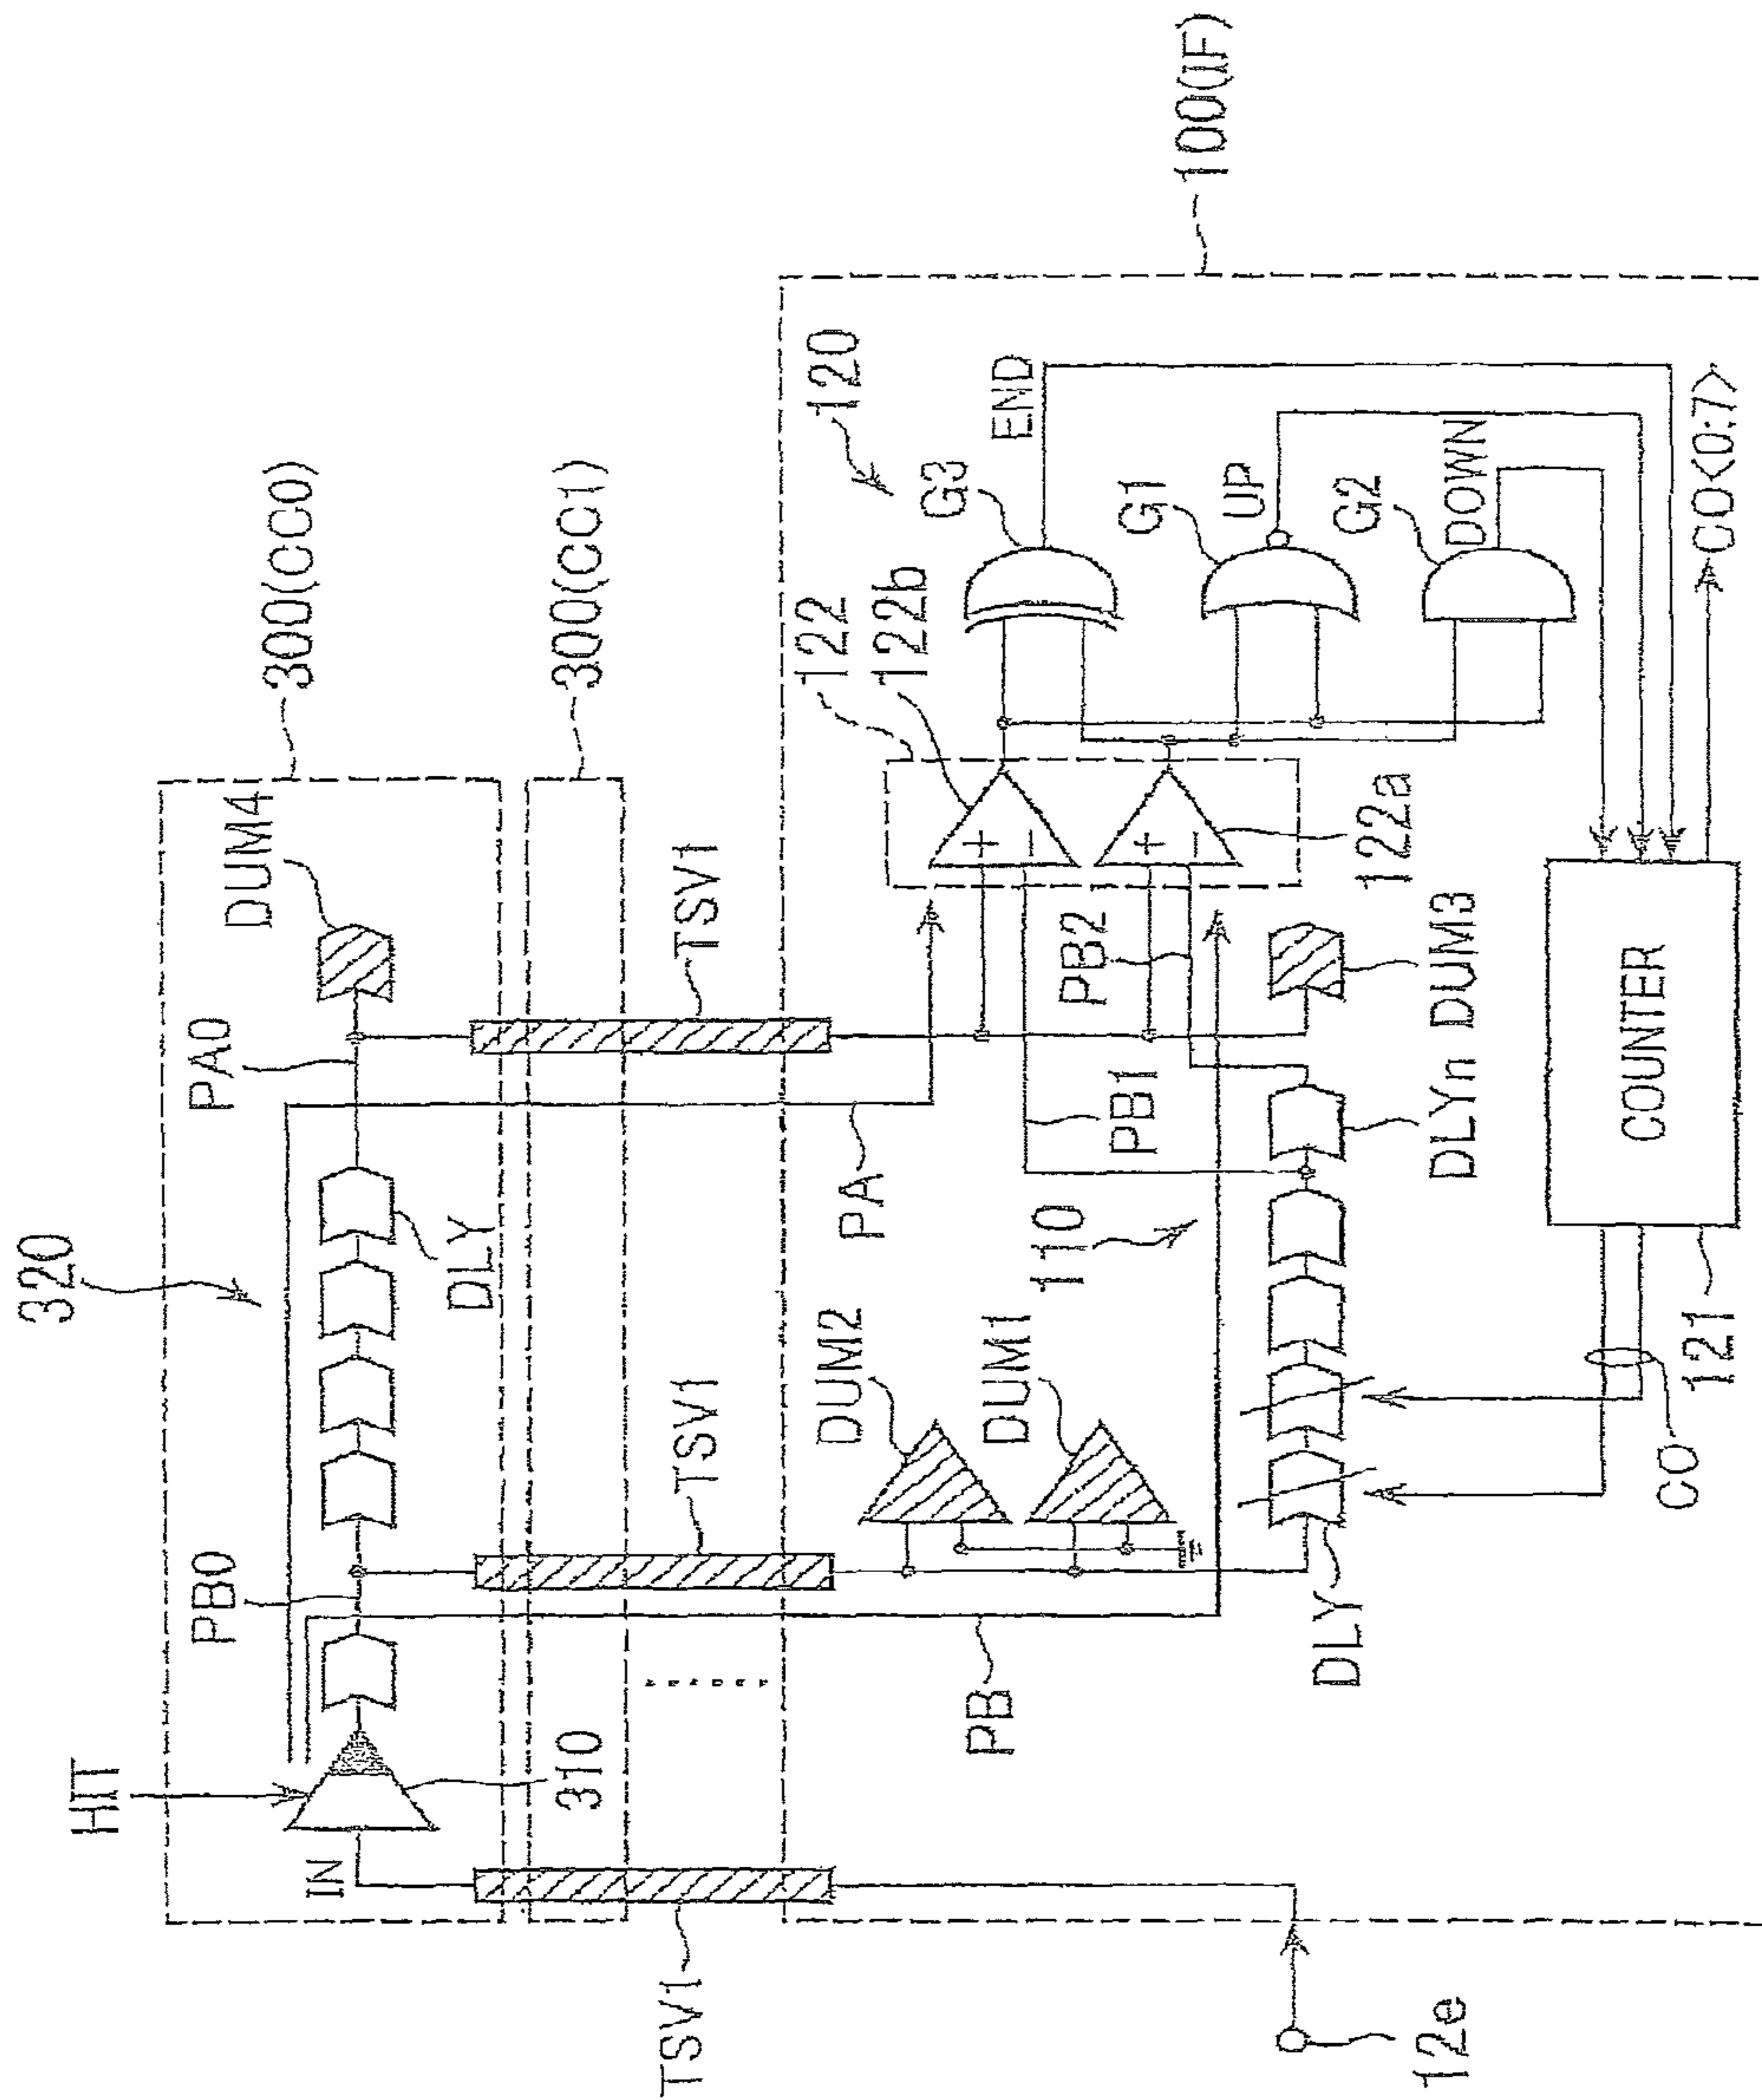 HIT
320
300(CC0)
300(CC1)
100(IF)
PB0
PA0
DUM4
IN
310
DLY
TSV1
TSV1
TSV1
PB
PA
120
122
122b
G3
END
G1
UP
G2
DOWN
DUM2
DUM1
110
PB1
PB2
+
−
+
−
122a
12e
DLY
DLYn
DUM3
CO
121
COUNTER
CO<0:7>